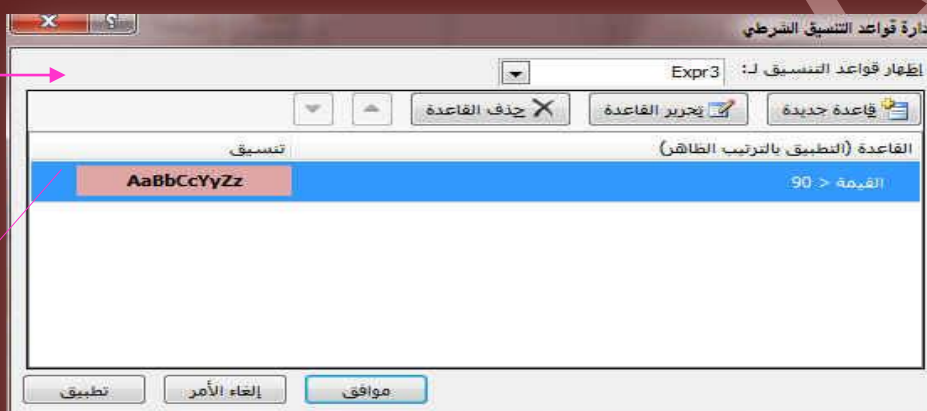 دارة قواعد التنسيق الشرطي
إظهار قواعد التنسيق لـ: Expr3
قاعدة جديدة تحرير القاعدة حذف القاعدة
القاعدة (التطبيق بالترتيب الظاهر) تنسيق
القيمة < 90 AaBbCcYyZz
موافق إلغاء الأمر تطبيق